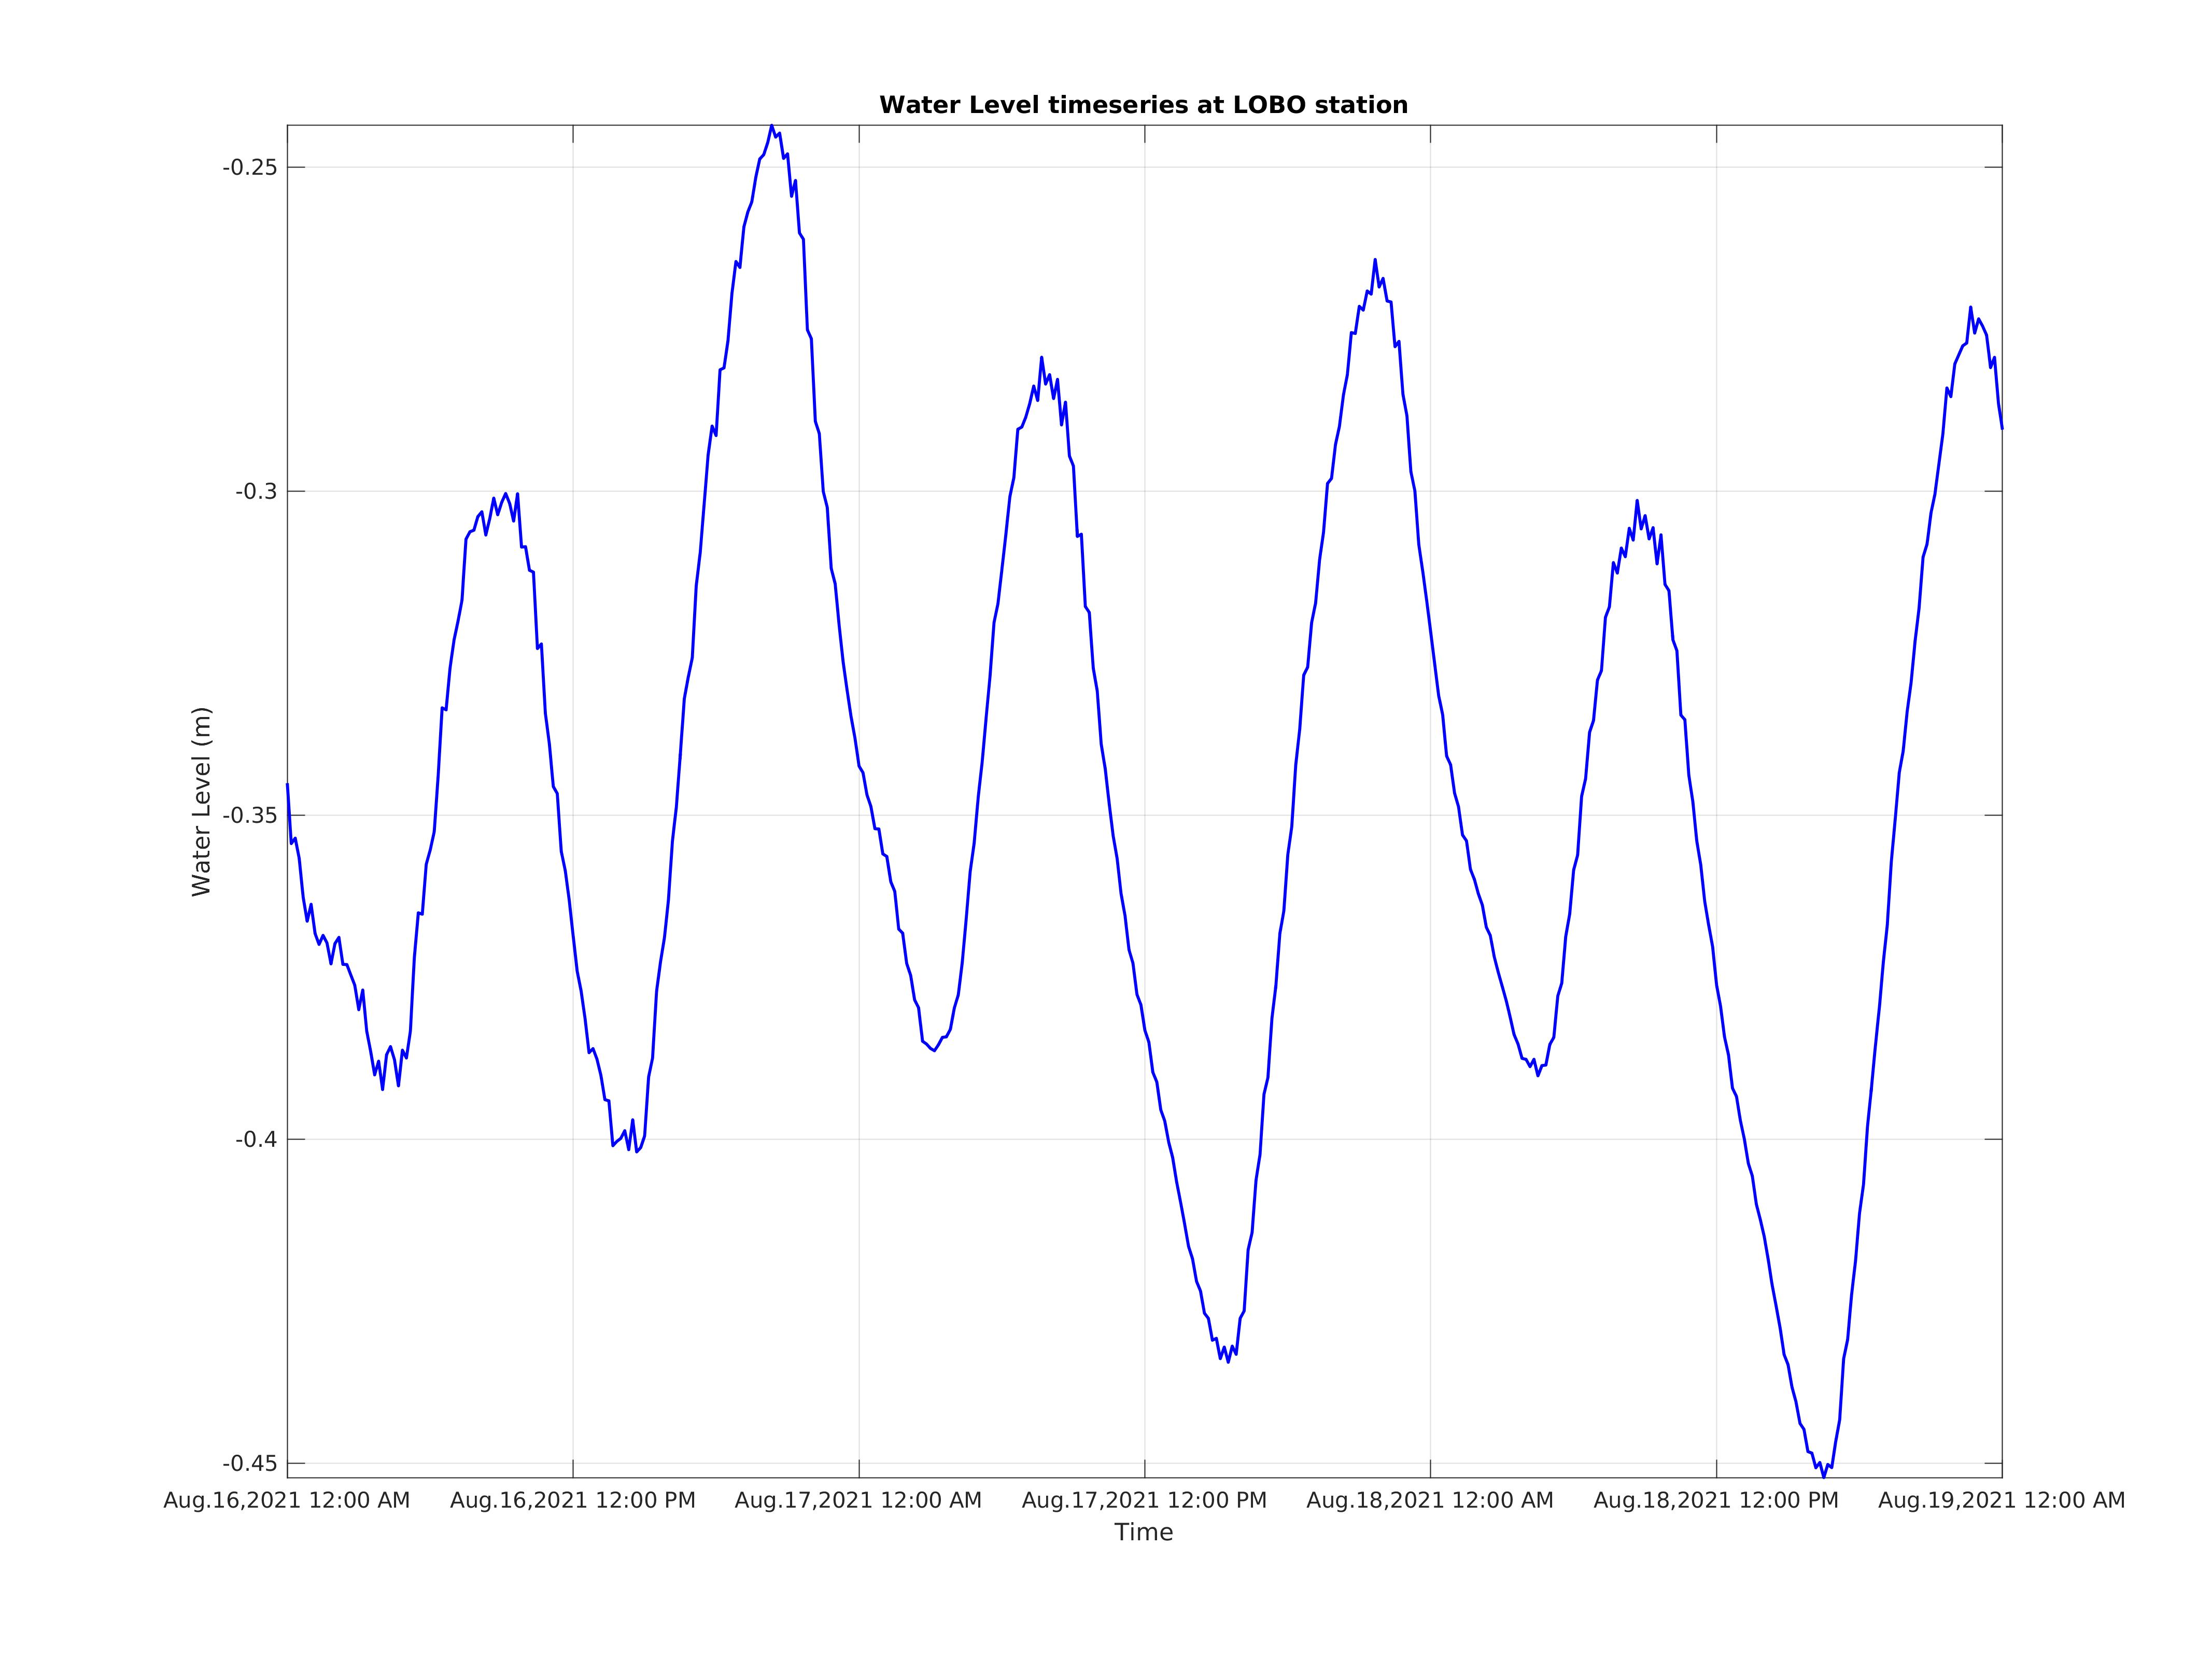 Water Level timeseries at LOBO station
-0.25
-0.3
-0.35
-0.4
-0.45
Water Level (m)
Aug.16,2021 12:00 AM
Aug.16,2021 12:00 PM
Aug.17,2021 12:00 AM
Aug.17,2021 12:00 PM
Aug.18,2021 12:00 AM
Aug.18,2021 12:00 PM
Aug.19,2021 12:00 AM
Time